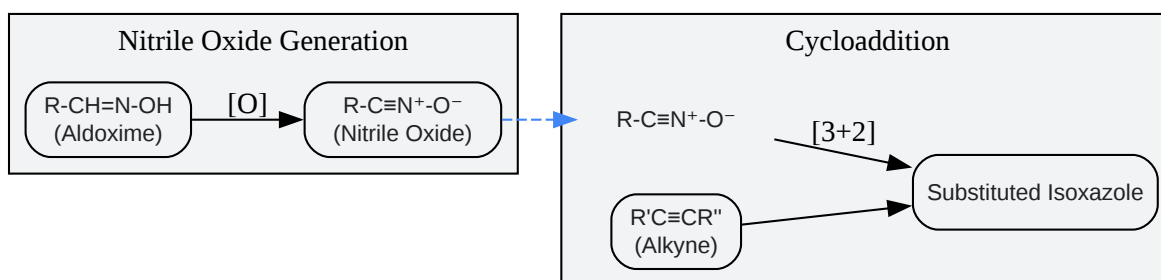 Nitrile Oxide Generation
R-CH=N-OH
(Aldoxime)
[O]
R-C≡N⁺-O⁻
(Nitrile Oxide)
Cycloaddition
R-C≡N⁺-O⁻
[3+2]
R'C≡CR"
(Alkyne)
Substituted Isoxazole